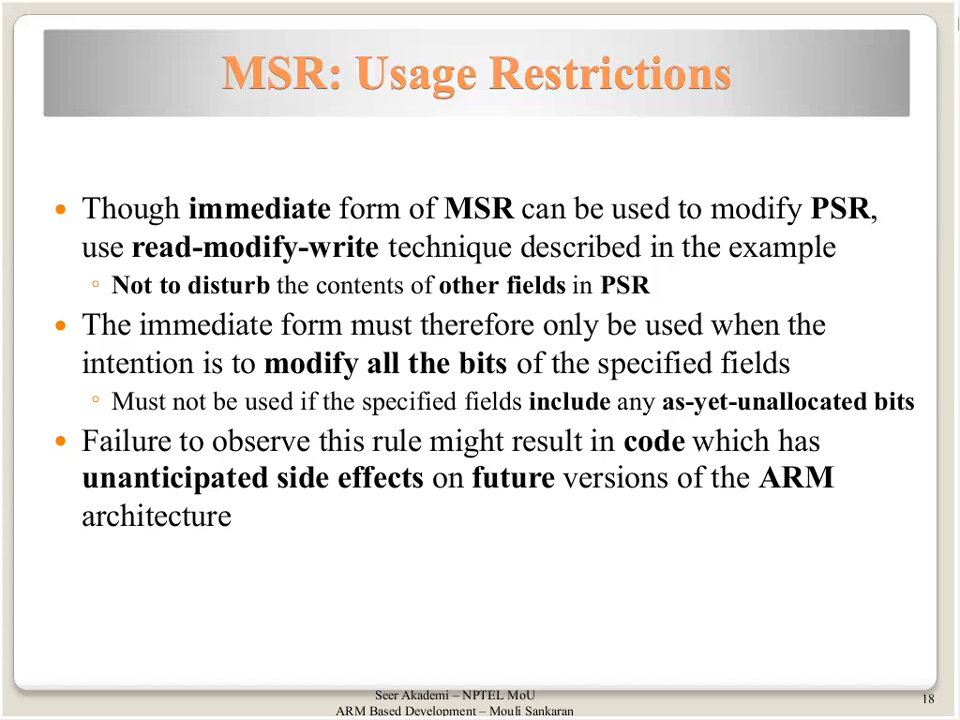 MSR: Usage Restrictions
• Though immediate form of MSR can be used to modify PSR,
use read-modify-write technique described in the example
◦ Not to disturb the contents of other fields in PSR
• The immediate form must therefore only be used when the
intention is to modify all the bits of the specified fields
◦ Must not be used if the specified fields include any as-yet-unallocated bits
• Failure to observe this rule might result in code which has
unanticipated side effects on future versions of the ARM
architecture
Seer Akademi – NPTEL MoU
ARM Based Development – Mouli Sankaran
18